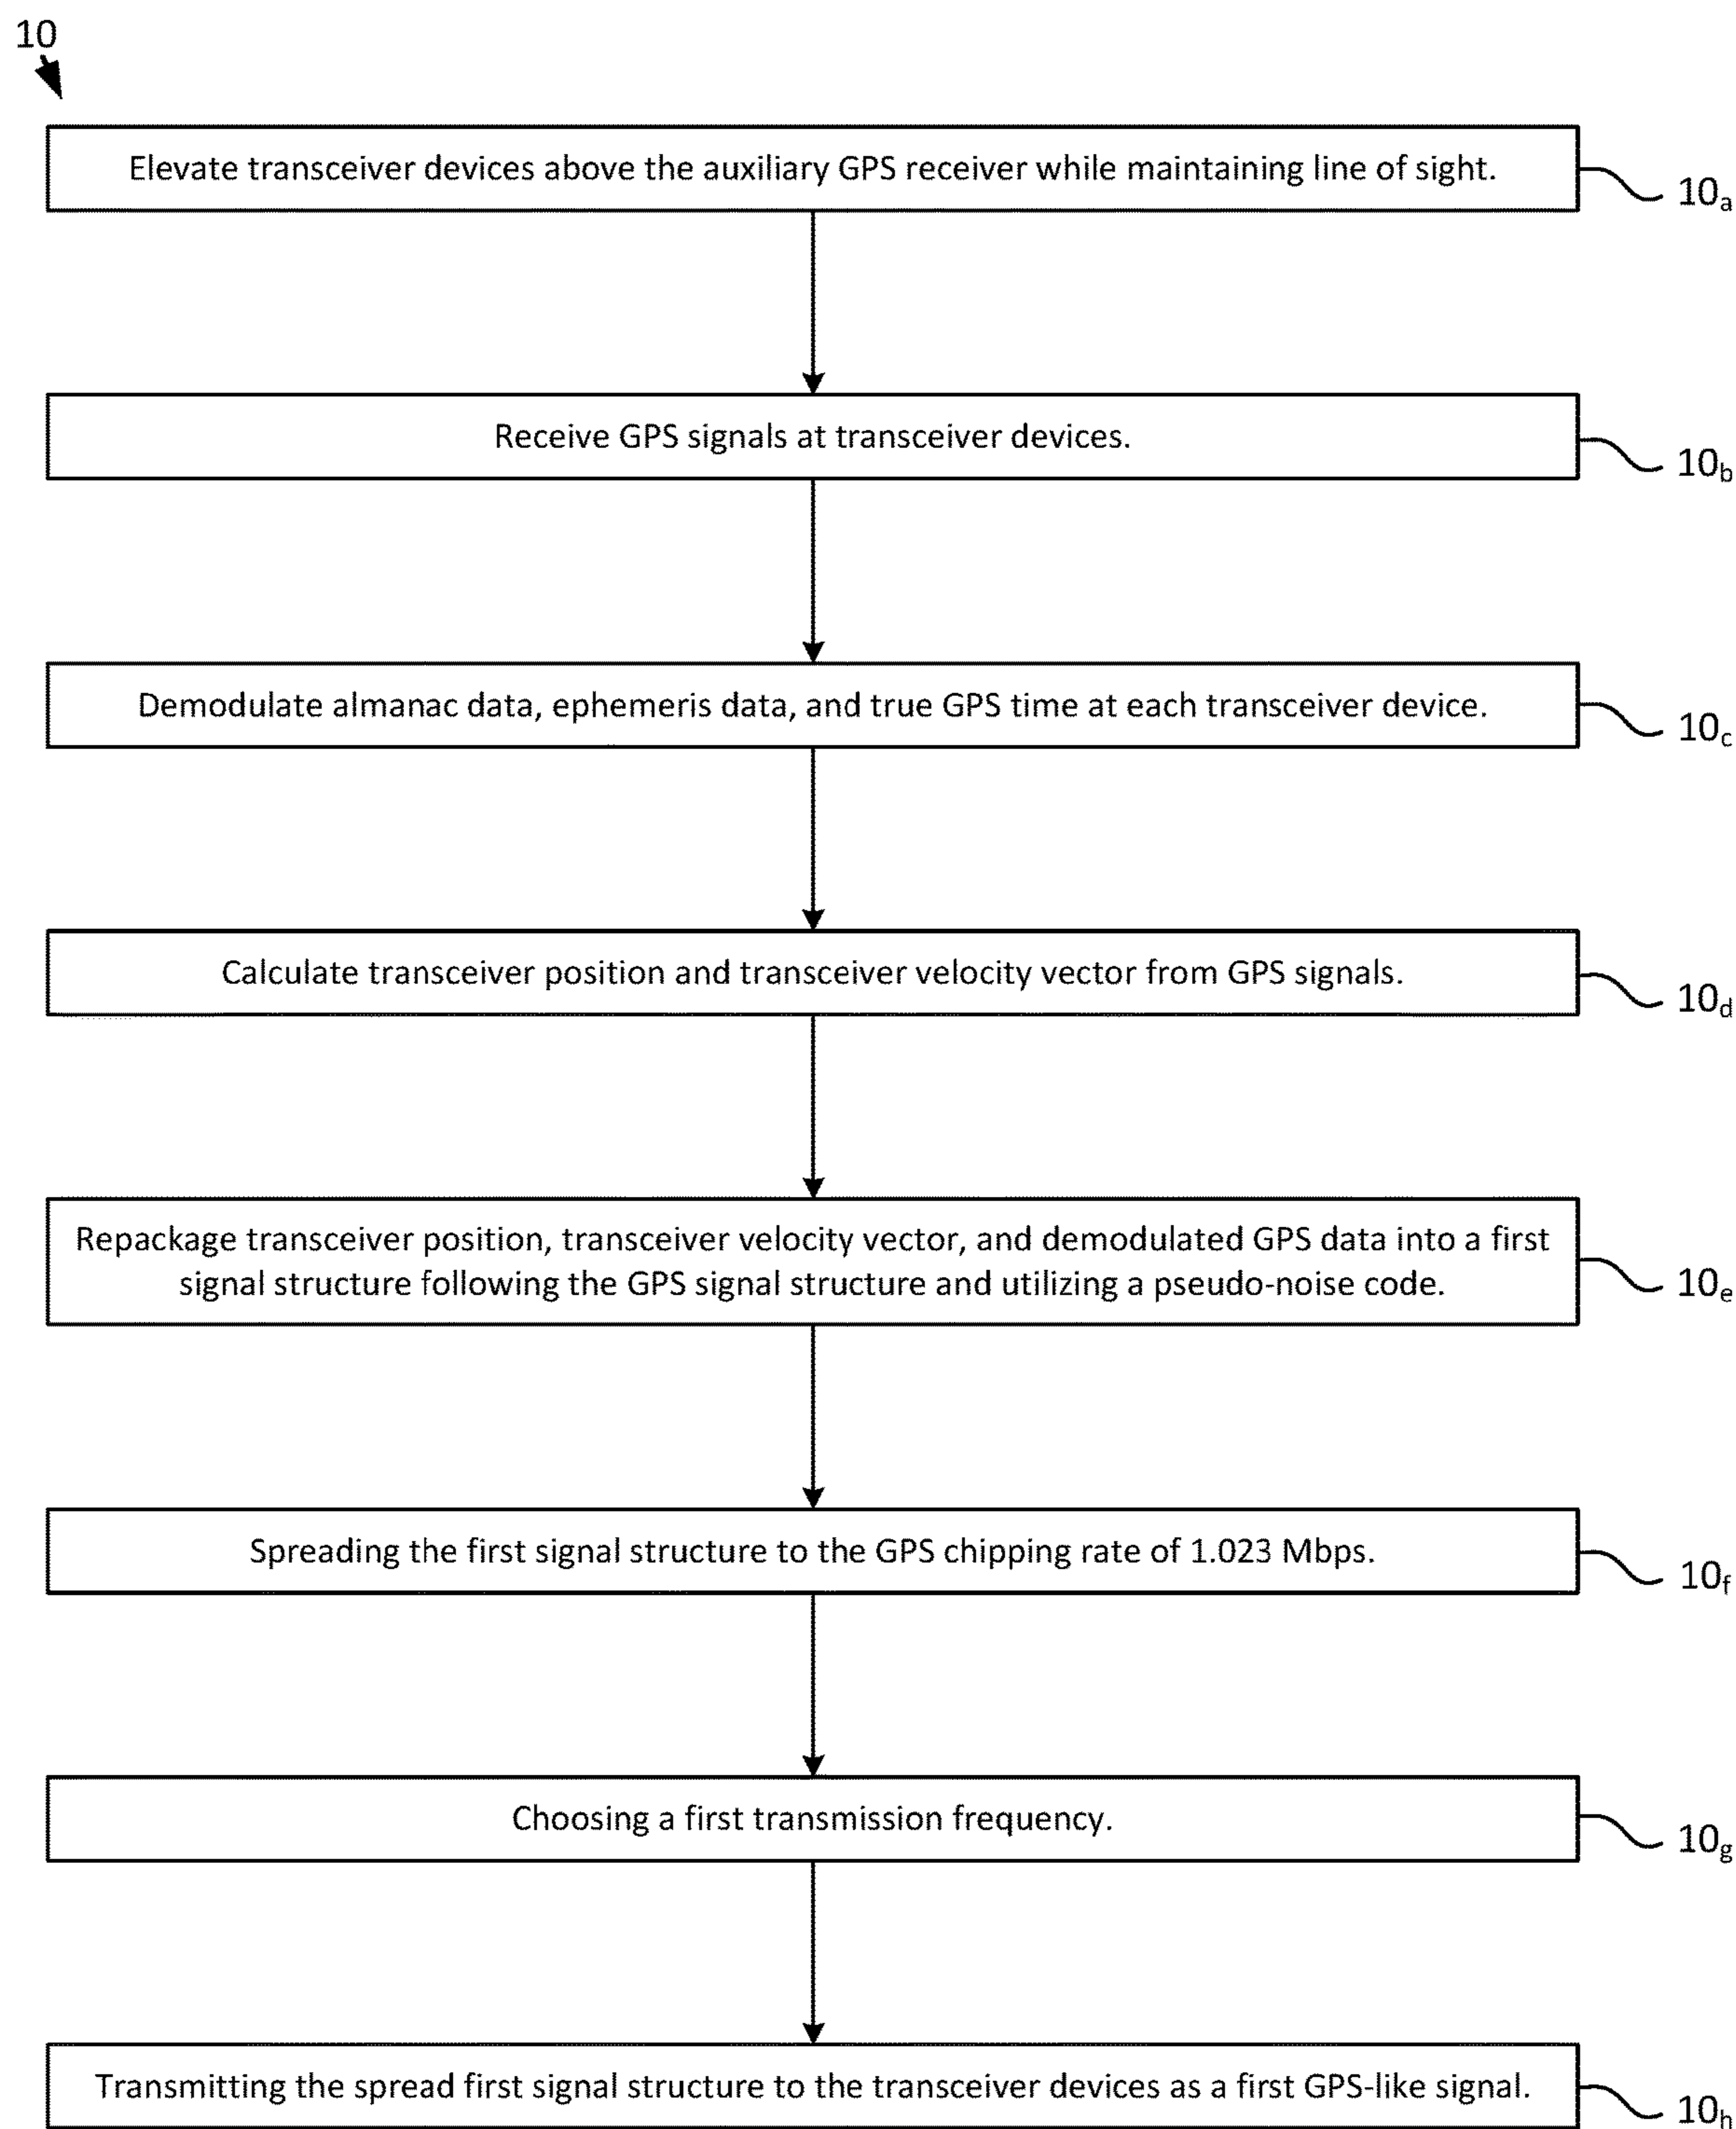 10
Elevate transceiver devices above the auxiliary GPS receiver while maintaining line of sight.
10a
Receive GPS signals at transceiver devices.
10b
Demodulate almanac data, ephemeris data, and true GPS time at each transceiver device.
10c
Calculate transceiver position and transceiver velocity vector from GPS signals.
10d
Repackage transceiver position, transceiver velocity vector, and demodulated GPS data into a first
signal structure following the GPS signal structure and utilizing a pseudo-noise code.
10e
Spreading the first signal structure to the GPS chipping rate of 1.023 Mbps.
10f
Choosing a first transmission frequency.
10g
Transmitting the spread first signal structure to the transceiver devices as a first GPS-like signal.
10h